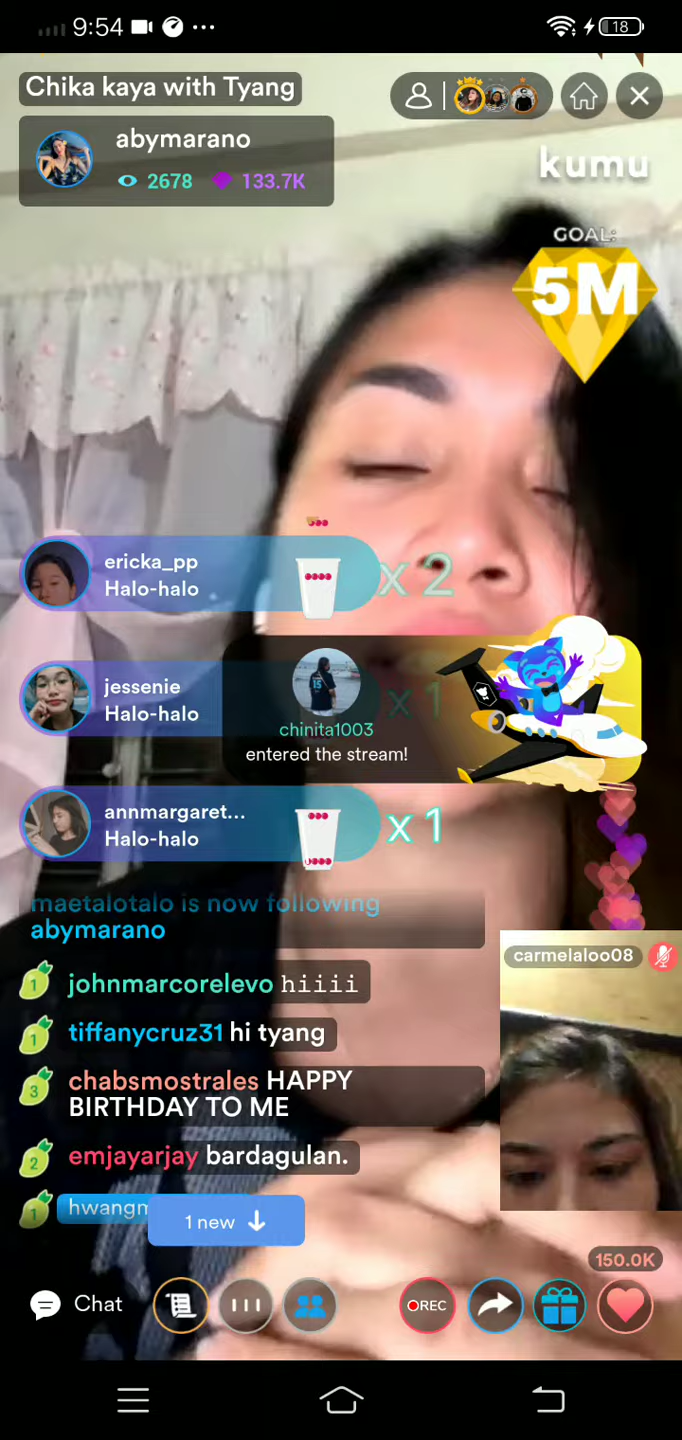 9:54
18
Chika kaya with Tyang
abymarano
2678 133.7K
kumu
GOAL:
5M
ericka_pp
Halo-halo
x 2
jessenie
Halo-halo
x 1
15
chinita1003
entered the stream!
annmargaret...
Halo-halo
x 1
maetalotalo is now following
abymarano
carmelaloo08
1 johnmarcorelevo hiiii
1 tiffanycruz31 hi tyang
3 chabsmostrales HAPPY
BIRTHDAY TO ME
2 emjayarjay bardagulan.
1 hwangm
1 new
150.0K
Chat
REC